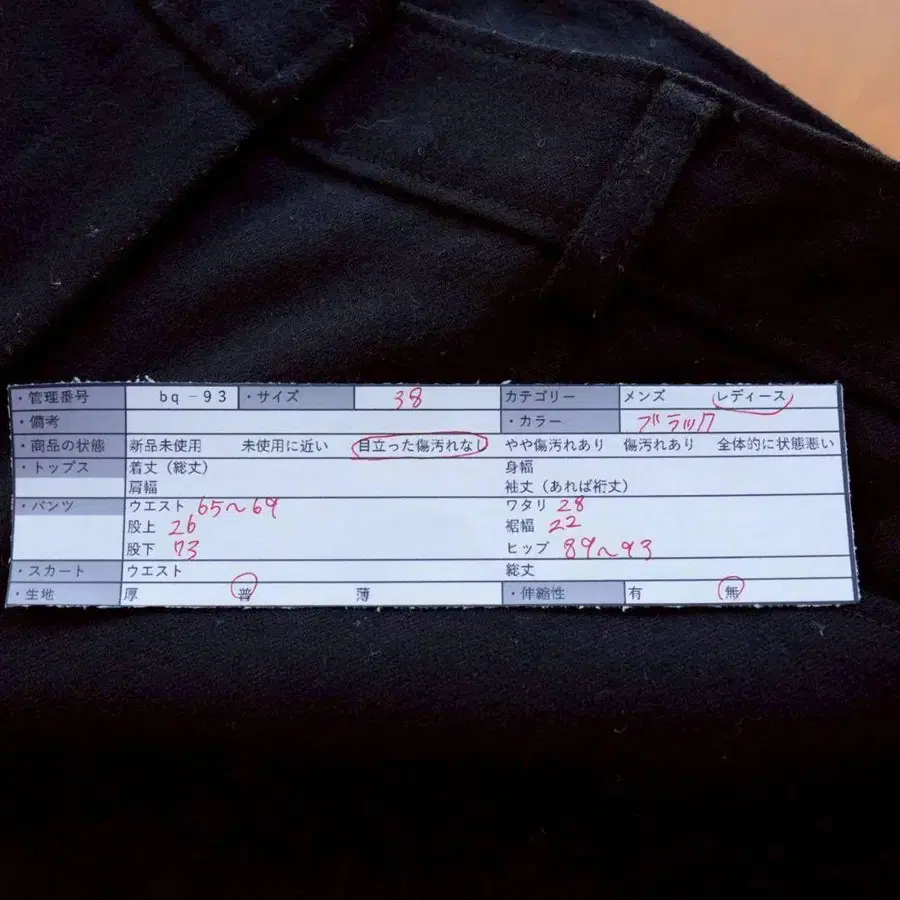 ・管理番号 bq-93 ・サイズ 38 カテゴリー メンズ レディース
・備考 ・カラー ブラック
・商品の状態 新品未使用 未使用に近い 目立った傷汚れなし やや傷汚れあり 傷汚れあり 全体的に状態悪い
・トップス 着丈（総丈） 身幅
肩幅 袖丈（あれば裄丈）
・パンツ ウエスト 65〜69 ワタリ 28
股上 26 裾幅 22
股下 73 ヒップ 89〜93
・スカート ウエスト 総丈
・生地 厚 普 薄 ・伸縮性 有 無